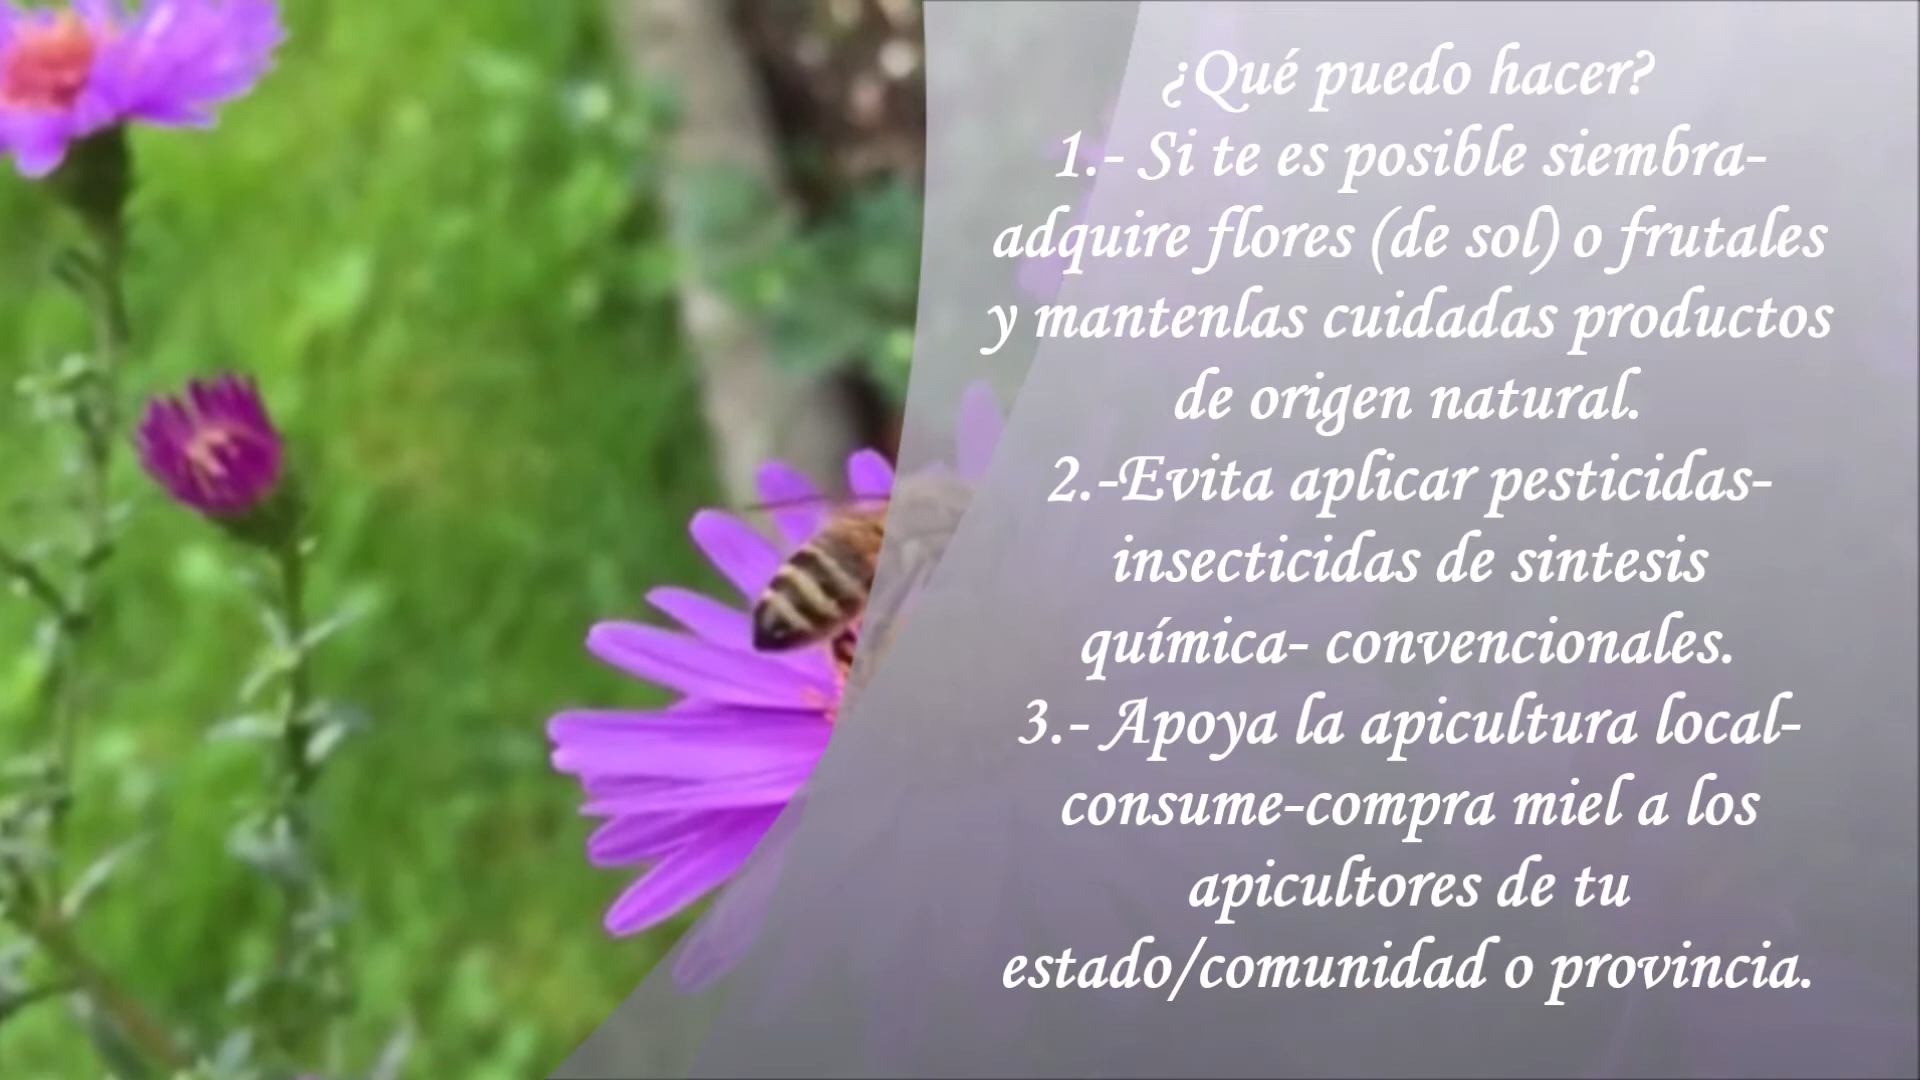 ¿Qué puedo hacer?
1.- Si te es posible siembra-
adquire flores (de sol) o frutales
y mantenlas cuidadas productos
de origen natural.
2.-Evita aplicar pesticidas-
insecticidas de sintesis
química- convencionales.
3.- Apoya la apicultura local-
consume-compra miel a los
apicultores de tu
estado/comunidad o provincia.